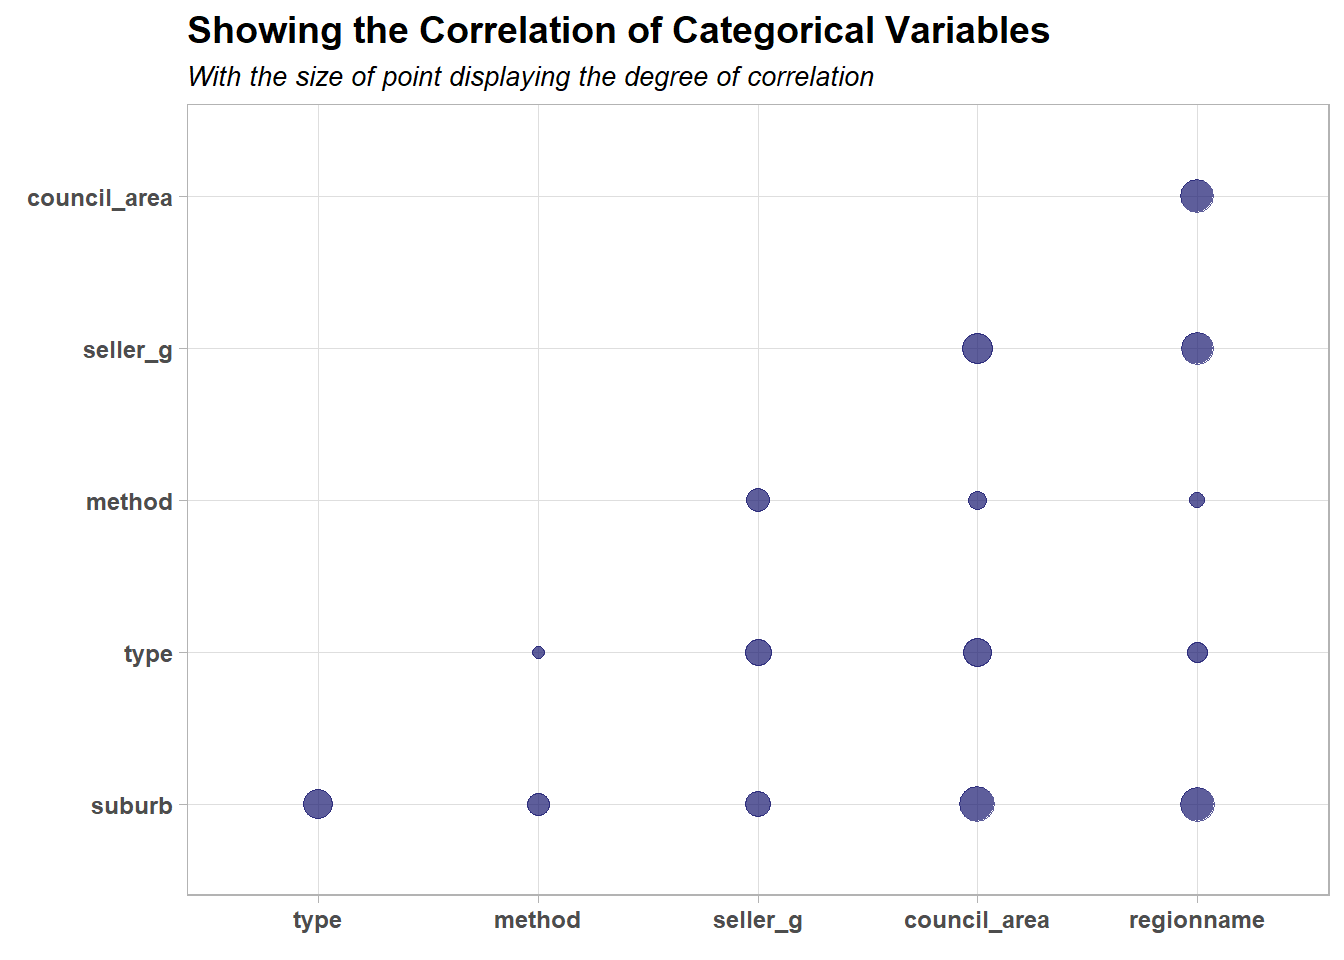 Showing the Correlation of Categorical Variables
With the size of point displaying the degree of correlation
council_area
seller_g
method
type
suburb
type method seller_g council_area regionname